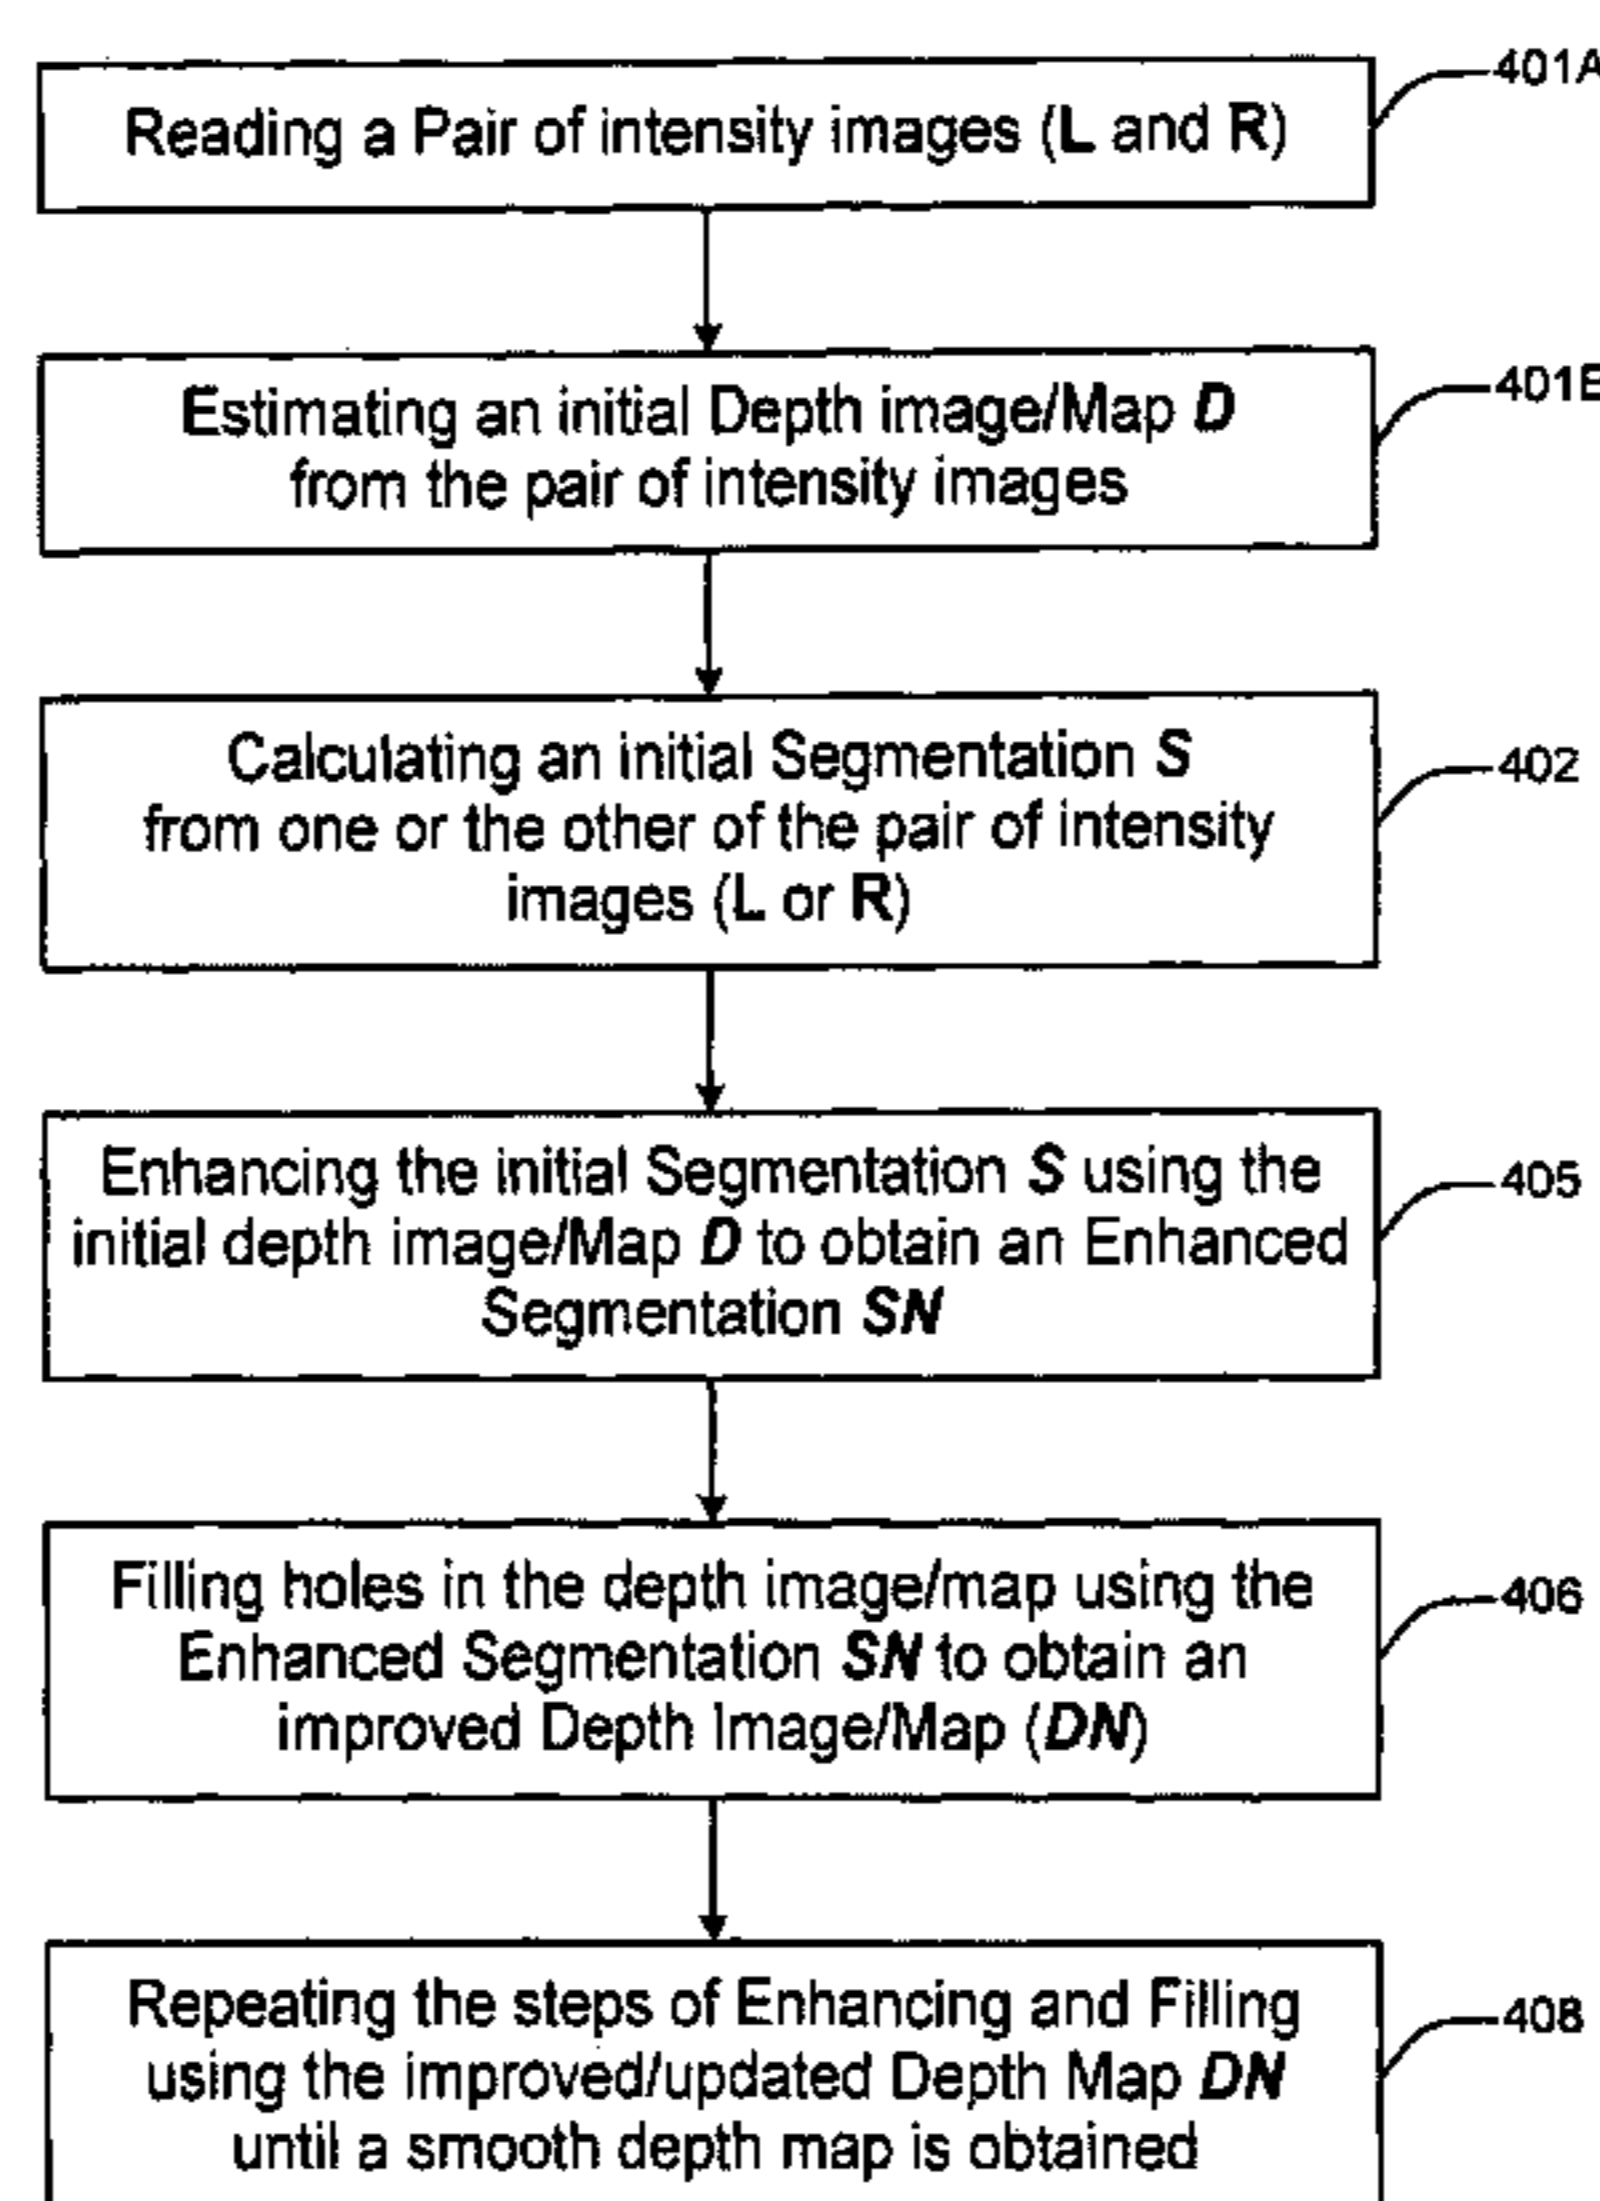 Reading a Pair of intensity images (L and R)
401A
Estimating an initial Depth image/Map D
from the pair of intensity images
401B
Calculating an initial Segmentation S
from one or the other of the pair of intensity
images (L or R)
402
Enhancing the initial Segmentation S using the
initial depth image/Map D to obtain an Enhanced
Segmentation SN
405
Filling holes in the depth image/map using the
Enhanced Segmentation SN to obtain an
improved Depth Image/Map (DN)
406
Repeating the steps of Enhancing and Filling
using the improved/updated Depth Map DN
until a smooth depth map is obtained
408